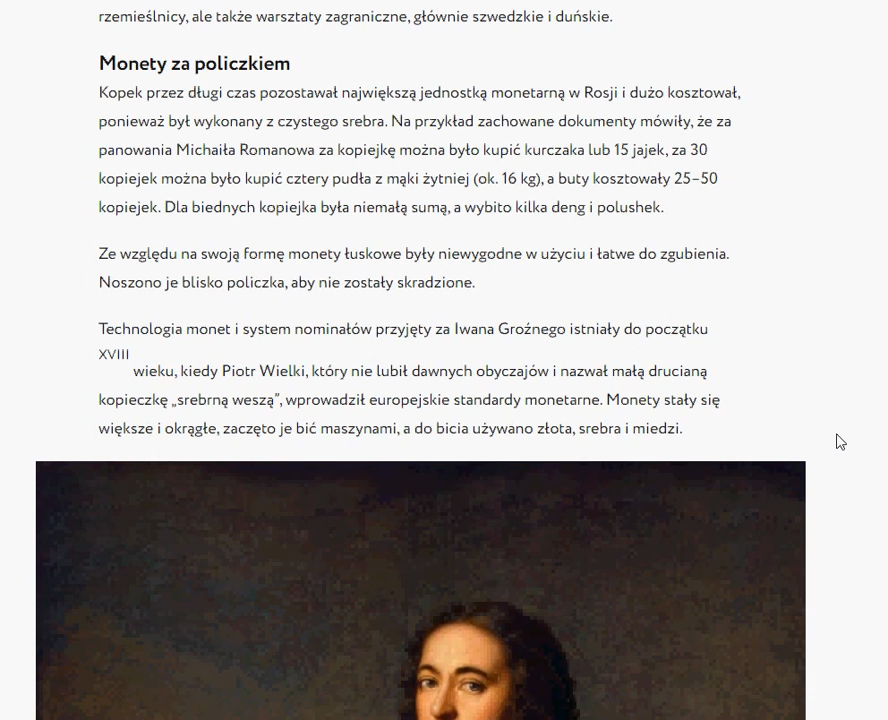 rzemieślnicy, ale także warsztaty zagraniczne, głównie szwedzkie i duńskie.
Monety za policzkiem
Kopek przez długi czas pozostawał największą jednostką monetarną w Rosji i dużo kosztował,
ponieważ był wykonany z czystego srebra. Na przykład zachowane dokumenty mówiły, że za
panowania Michaiła Romanowa za kopiejkę można było kupić kurczaka lub 15 jajek, za 30
kopiejek można było kupić cztery pudła z mąki żytniej (ok. 16 kg), a buty kosztowały 25–50
kopiejek. Dla biednych kopiejka była niemałą sumą, a wybito kilka deng i polushek.
Ze względu na swoją formę monety łuskowe były niewygodne w użyciu i łatwe do zgubienia.
Noszono je blisko policzka, aby nie zostały skradzione.
Technologia monet i system nominałów przyjęty za Iwana Groźnego istniały do początku
XVIII
wieku, kiedy Piotr Wielki, który nie lubił dawnych obyczajów i nazwał małą drucianą
kopieczkę „srebrną weszą”, wprowadził europejskie standardy monetarne. Monety stały się
większe i okrągłe, zaczęto je bić maszynami, a do bicia używano złota, srebra i miedzi.